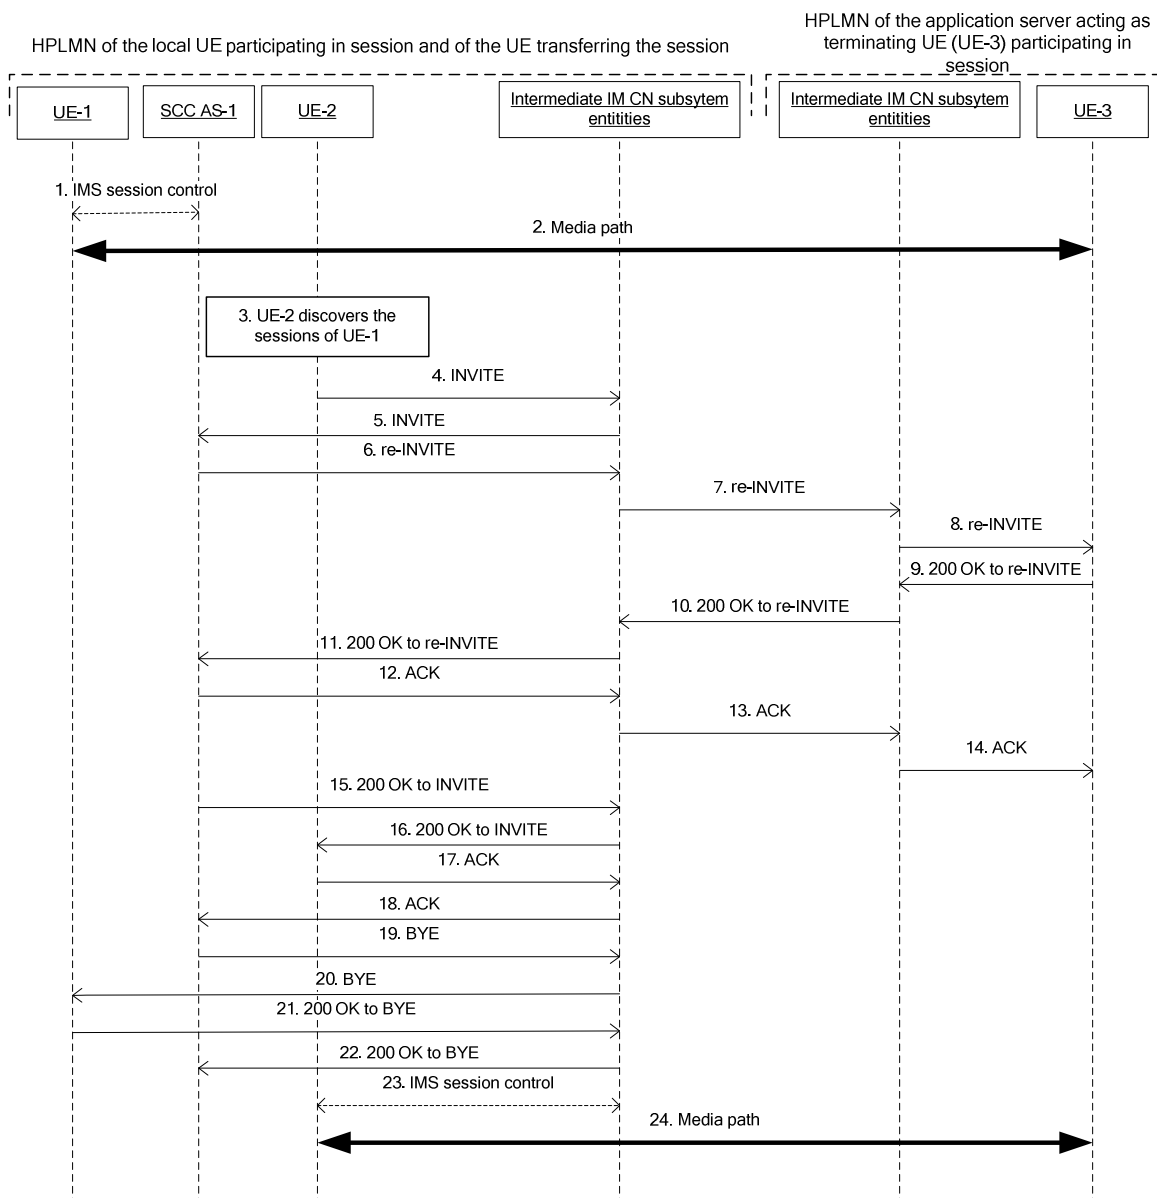 HPLMN of the local UE participating in session and of the UE transferring the session
HPLMN of the application server acting as
terminating UE (UE-3) participating in
session
UE-1
SCC AS-1
UE-2
Intermediate IM CN subsytem
entitities
Intermediate IM CN subsytem
entitities
UE-3
1. IMS session control
2. Media path
3. UE-2 discovers the
sessions of UE-1
4. INVITE
5. INVITE
6. re-INVITE
7. re-INVITE
8. re-INVITE
9. 200 OK to re-INVITE
10. 200 OK to re-INVITE
11. 200 OK to re-INVITE
12. ACK
13. ACK
14. ACK
15. 200 OK to INVITE
16. 200 OK to INVITE
17. ACK
18. ACK
19. BYE
20. BYE
21. 200 OK to BYE
22. 200 OK to BYE
23. IMS session control
24. Media path